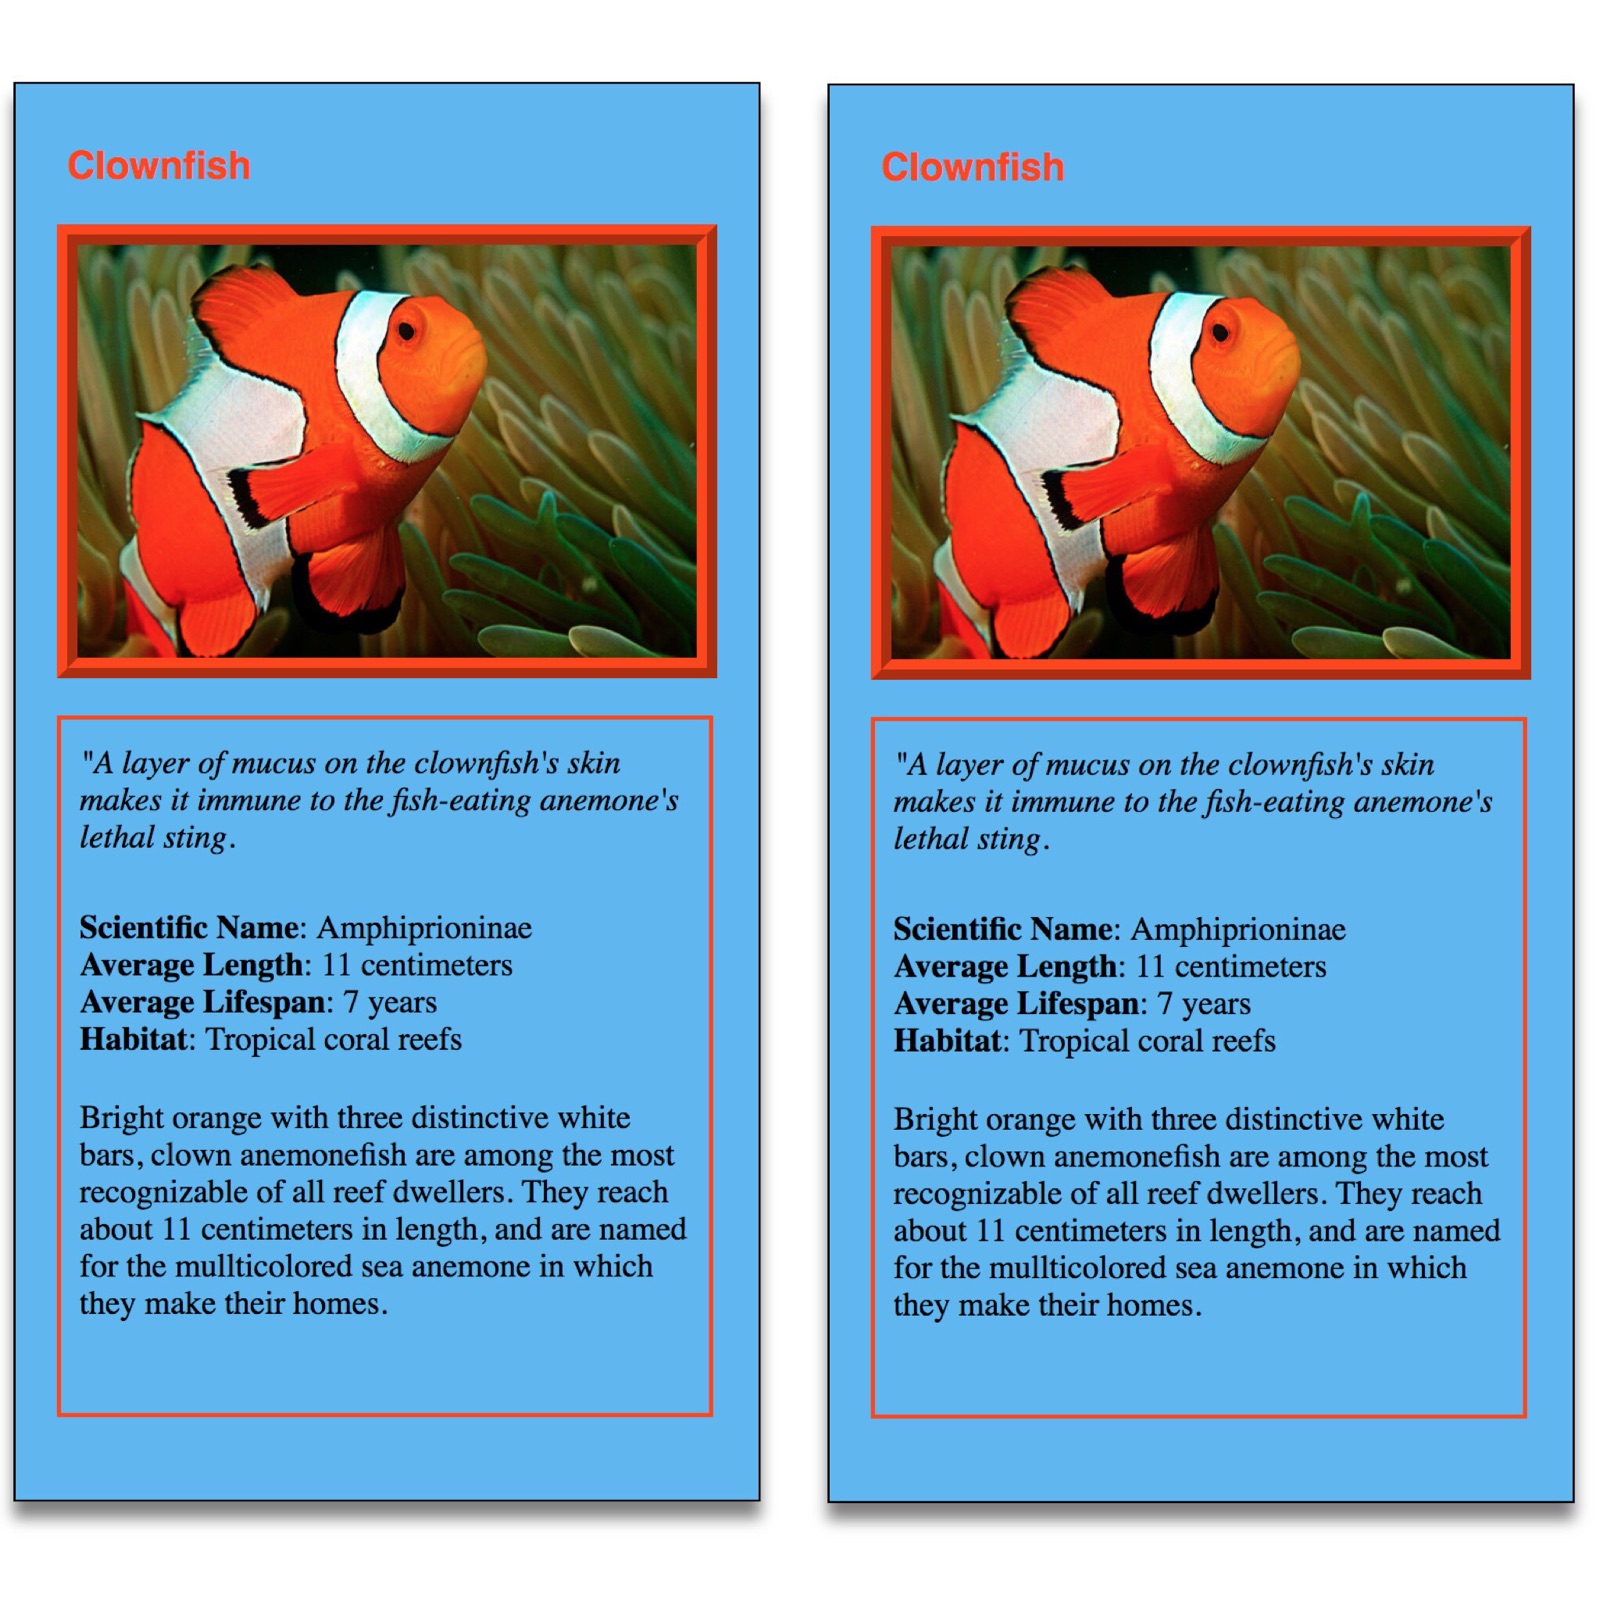 Clownfish
"A layer of mucus on the clownfish's skin
makes it immune to the fish-eating anemone's
lethal sting.
Scientific Name: Amphiprioninae
Average Length: 11 centimeters
Average Lifespan: 7 years
Habitat: Tropical coral reefs
Bright orange with three distinctive white
bars, clown anemonefish are among the most
recognizable of all reef dwellers. They reach
about 11 centimeters in length, and are named
for the mullticolored sea anemone in which
they make their homes.
Clownfish
"A layer of mucus on the clownfish's skin
makes it immune to the fish-eating anemone's
lethal sting.
Scientific Name: Amphiprioninae
Average Length: 11 centimeters
Average Lifespan: 7 years
Habitat: Tropical coral reefs
Bright orange with three distinctive white
bars, clown anemonefish are among the most
recognizable of all reef dwellers. They reach
about 11 centimeters in length, and are named
for the mullticolored sea anemone in which
they make their homes.